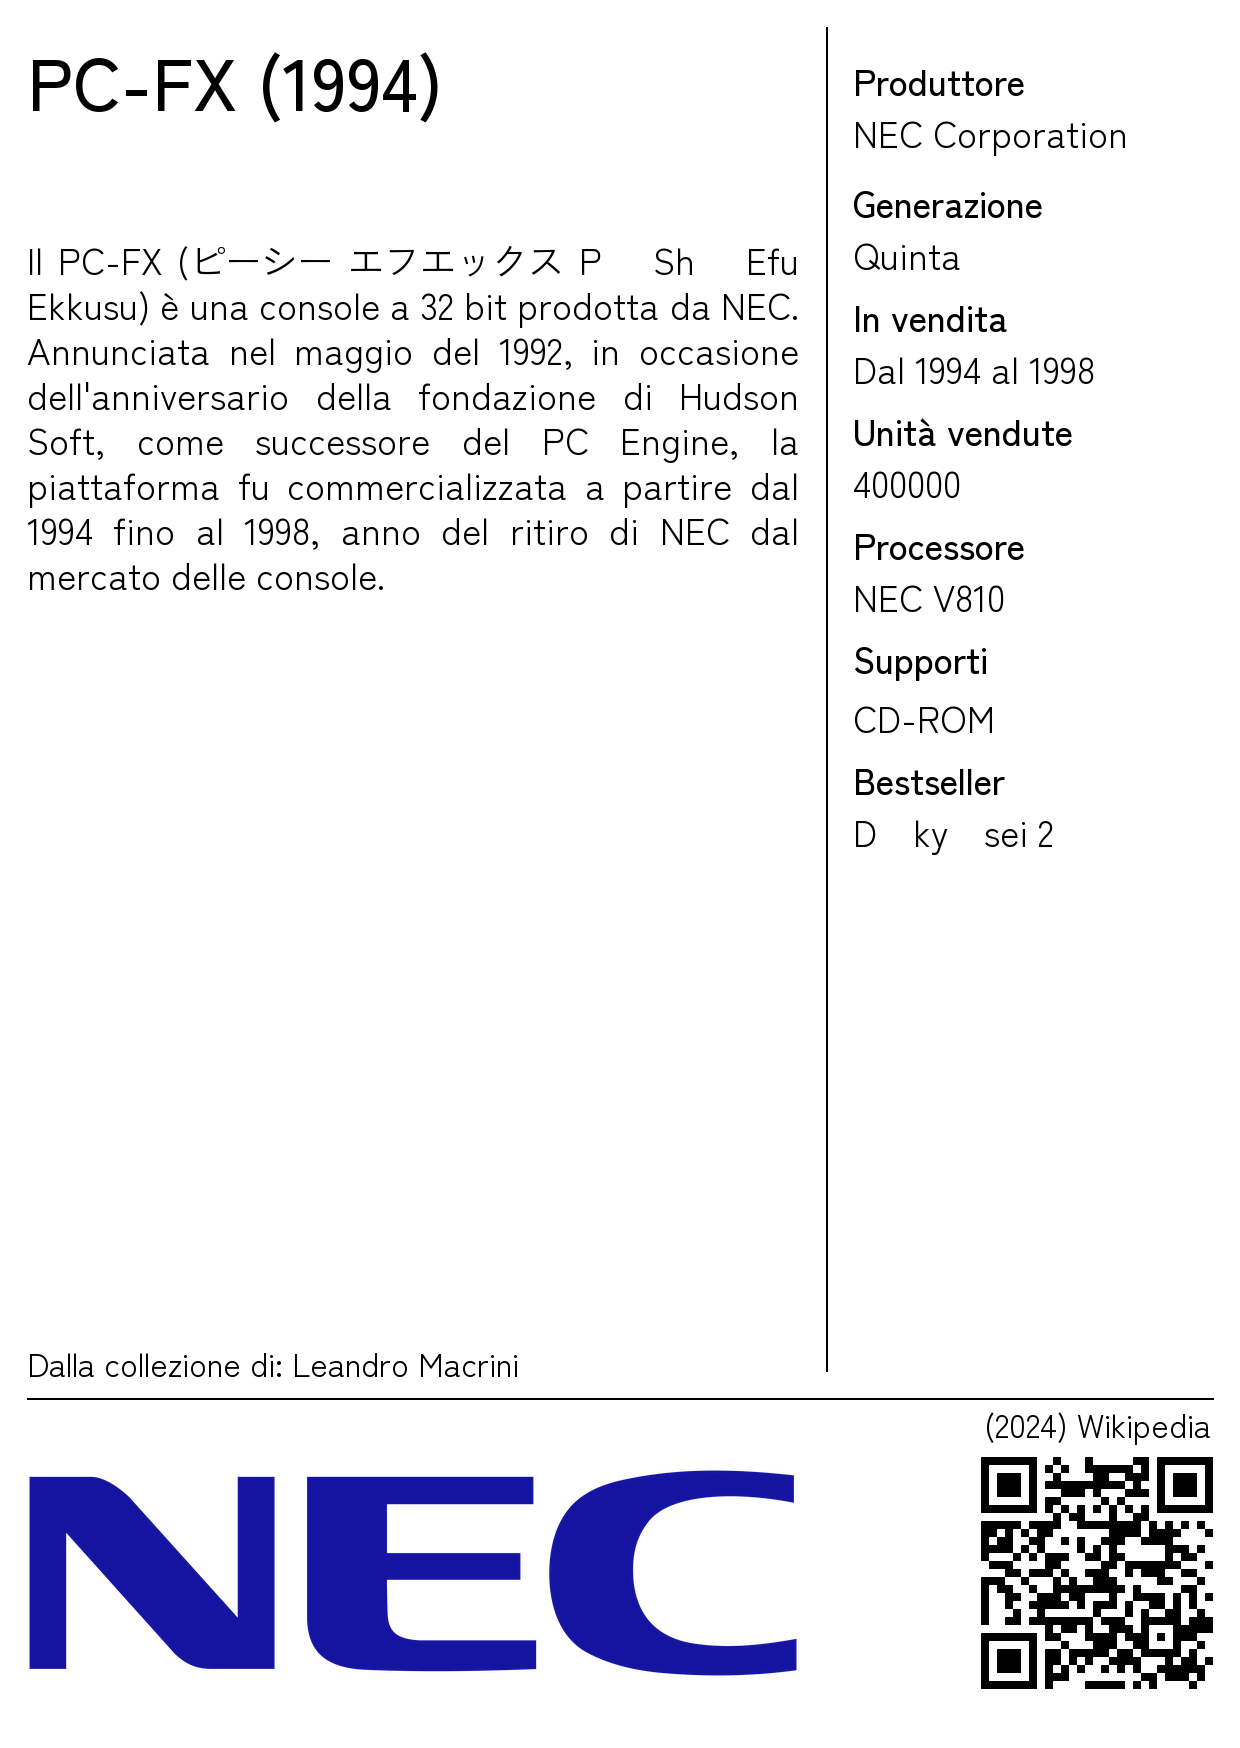 PC-FX (1994)
Il PC-FX (ピーシー エフエックス P Sh Efu
Ekkusu) è una console a 32 bit prodotta da NEC.
Annunciata nel maggio del 1992, in occasione
dell'anniversario della fondazione di Hudson
Soft, come successore del PC Engine, la
piattaforma fu commercializzata a partire dal
1994 fino al 1998, anno del ritiro di NEC dal
mercato delle console.
Dalla collezione di: Leandro Macrini
Produttore
NEC Corporation
Generazione
Quinta
In vendita
Dal 1994 al 1998
Unità vendute
400000
Processore
NEC V810
Supporti
CD-ROM
Bestseller
D ky sei 2
(2024) Wikipedia
NEC